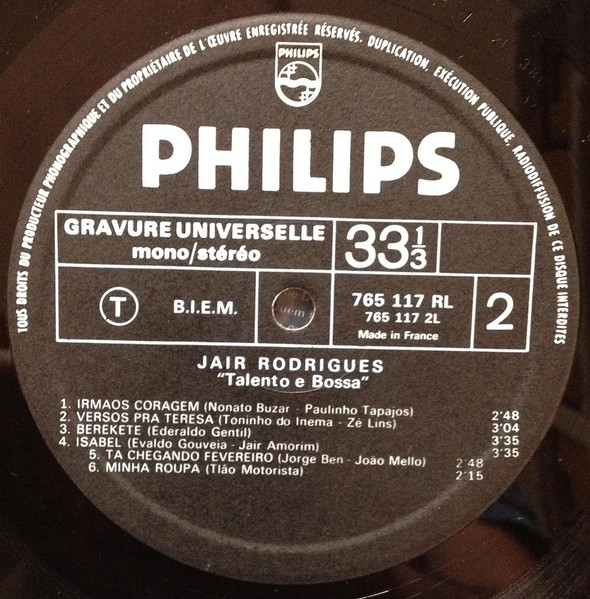 TOUS DROITS DU PRODUCTEUR PHONOGRAPHIQUE ET DU PROPRIÉTAIRE DE L'ŒUVRE ENREGISTRÉE RÉSERVÉS. DUPLICATION, EXÉCUTION PUBLIQUE, RADIODIFFUSION DE CE DISQUE INTERDITES
PHILIPS
PHILIPS
GRAVURE UNIVERSELLE
mono/stéréo
33 1/3
T
B.I.E.M.
765 117 RL
765 117 2L
Made in France
2
JAIR RODRIGUES
"Talento e Bossa"
1. IRMAOS CORAGEM (Nonato Buzar - Paulinho Tapajos) 2'48
2. VERSOS PRA TERESA (Toninho do Inema - Zé Lins) 3'04
3. BEREKETE (Ederaldo Gentil) 3'35
4. ISABEL (Evaldo Gouveia - Jair Amorim) 3'35
5. TA CHEGANDO FEVEREIRO (Jorge Ben - João Mello) 2'48
6. MINHA ROUPA (Tião Motorista) 2'15